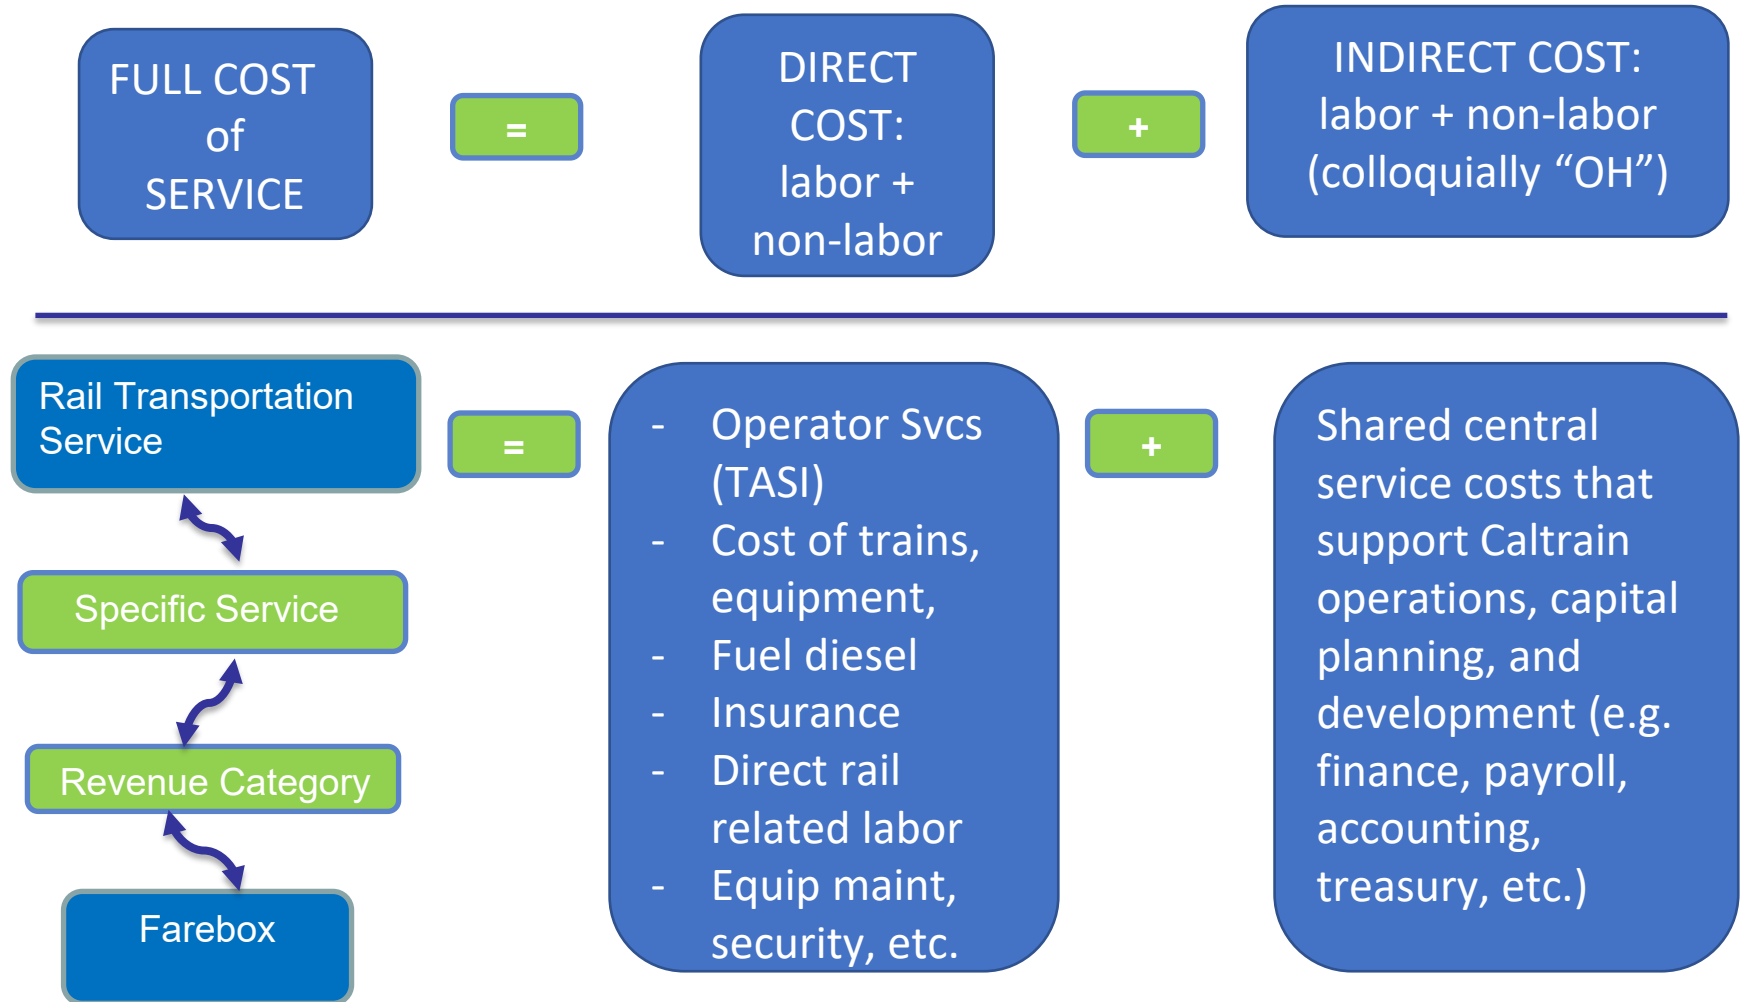 FULL COST
of
SERVICE
=
DIRECT
COST:
labor +
non-labor
+
INDIRECT COST:
labor + non-labor
(colloquially “OH”)
Rail Transportation
Service
=
- Operator Svcs
(TASI)
- Cost of trains,
equipment,
- Fuel diesel
- Insurance
- Direct rail
related labor
- Equip maint,
security, etc.
+
Shared central
service costs that
support Caltrain
operations, capital
planning, and
development (e.g.
finance, payroll,
accounting,
treasury, etc.)
Specific Service
Revenue Category
Farebox